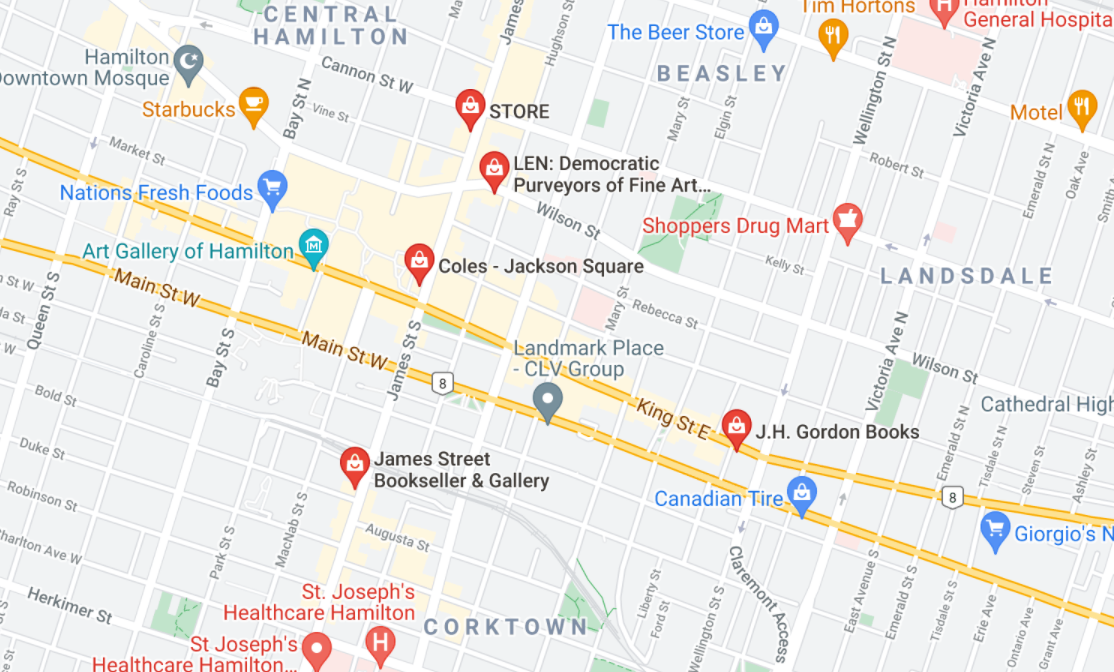 CENTRAL
HAMILTON
James
Hughson St
Tim Hortons
Hamilton
General Hospita
The Beer Store
BEASLEY
Hamilton
Downtown Mosque
Cannon St W
Starbucks
Bay St N
Vine St
STORE
Mary St
Elgin St
Wellington St N
Victoria Ave N
Motel
Market St
LEN: Democratic
Purveyors of Fine Art...
Robert St
Emerald St N
Oak Ave
Smith A
Ray St S
Nations Fresh Foods
Wilson St
Shoppers Drug Mart
Art Gallery of Hamilton
Coles - Jackson Square
Kelly St
LANDSDALE
Main St W
Queen St S
Caroline St S
Bay St S
James St S
Main St W
Mary St
Rebecca St
Landmark Place
- CLV Group
Victoria Ave N
Wilson St
8
Bold St
King St E
J.H. Gordon Books
Cathedral High
Duke St
James Street
Bookseller & Gallery
Canadian Tire
Emerald St N
Tisdale St N
Steven St
Ashley St
8
Robinson St
MacNab St S
Park St S
Augusta St
Giorgio's N
Charlton Ave W
Herkimer St
St. Joseph's
Healthcare Hamilton
St Joseph's
Healthcare Hamilton...
CORKTOWN
Liberty St
Ford St
Wellington St S
Claremont Access
East Avenue S
Emerald St S
Tisdale St S
Erie Ave
Ontario Ave
Grant Ave